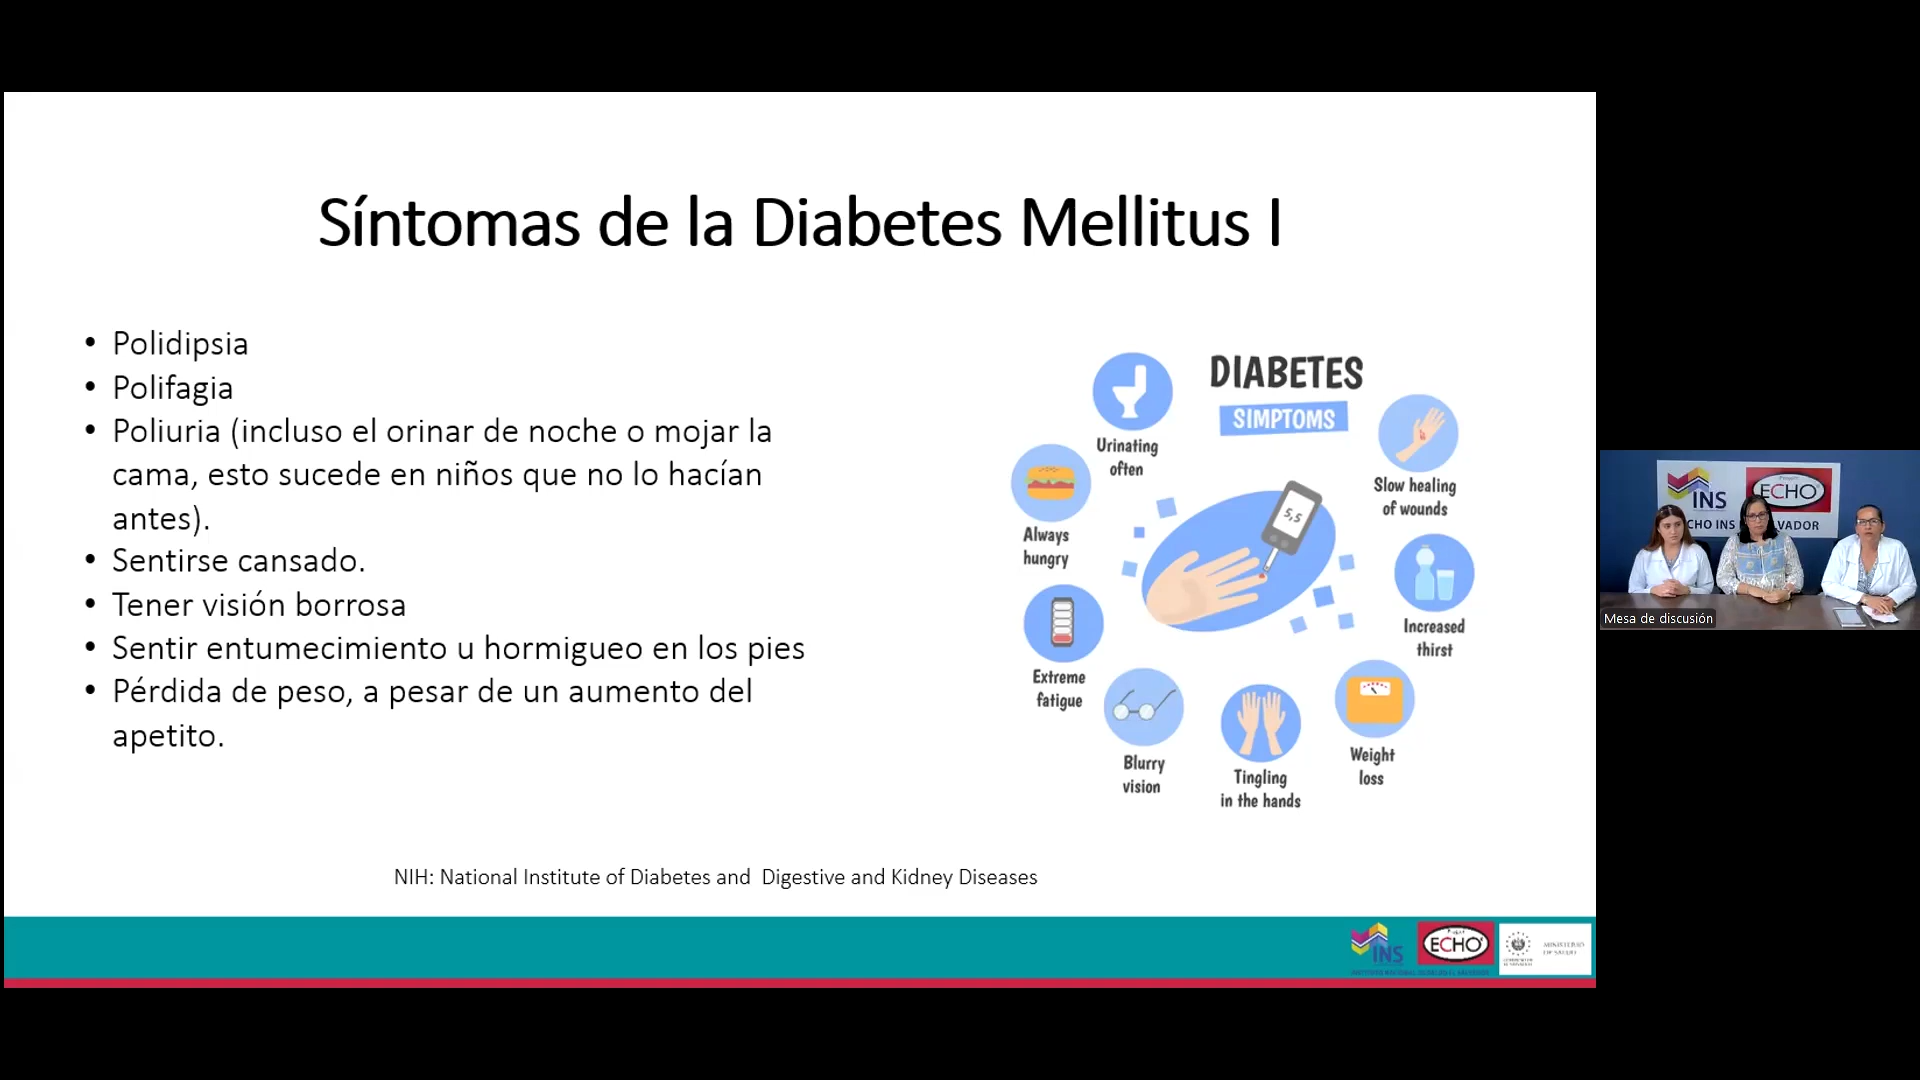 Síntomas de la Diabetes Mellitus I
• Polidipsia
• Polifagia
• Poliuria (incluso el orinar de noche o mojar la
cama, esto sucede en niños que no lo hacían
antes).
• Sentirse cansado.
• Tener visión borrosa
• Sentir entumecimiento u hormigueo en los pies
• Pérdida de peso, a pesar de un aumento del
apetito.
DIABETES
SIMPTOMS
Urinating
often
Slow healing
of wounds
Always
hungry
5,5
Increased
thirst
Extreme
fatigue
Blurry
vision
Tingling
in the hands
Weight
loss
NIH: National Institute of Diabetes and  Digestive and Kidney Diseases
INS
ECHO
MINISTERIO
DE SALUD
INS
ECHO
Mesa de discusión